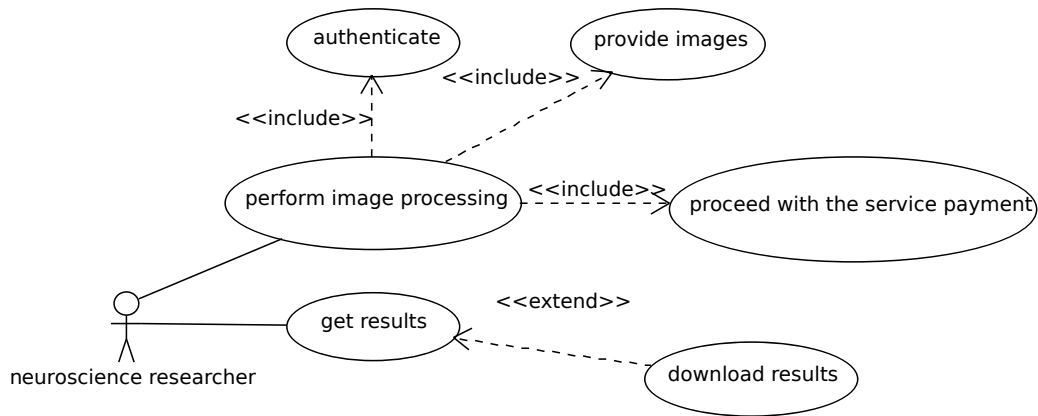 authenticate
provide images
<<include>>
<<include>>
perform image processing
<<include>>
proceed with the service payment
<<extend>>
get results
neuroscience researcher
download results